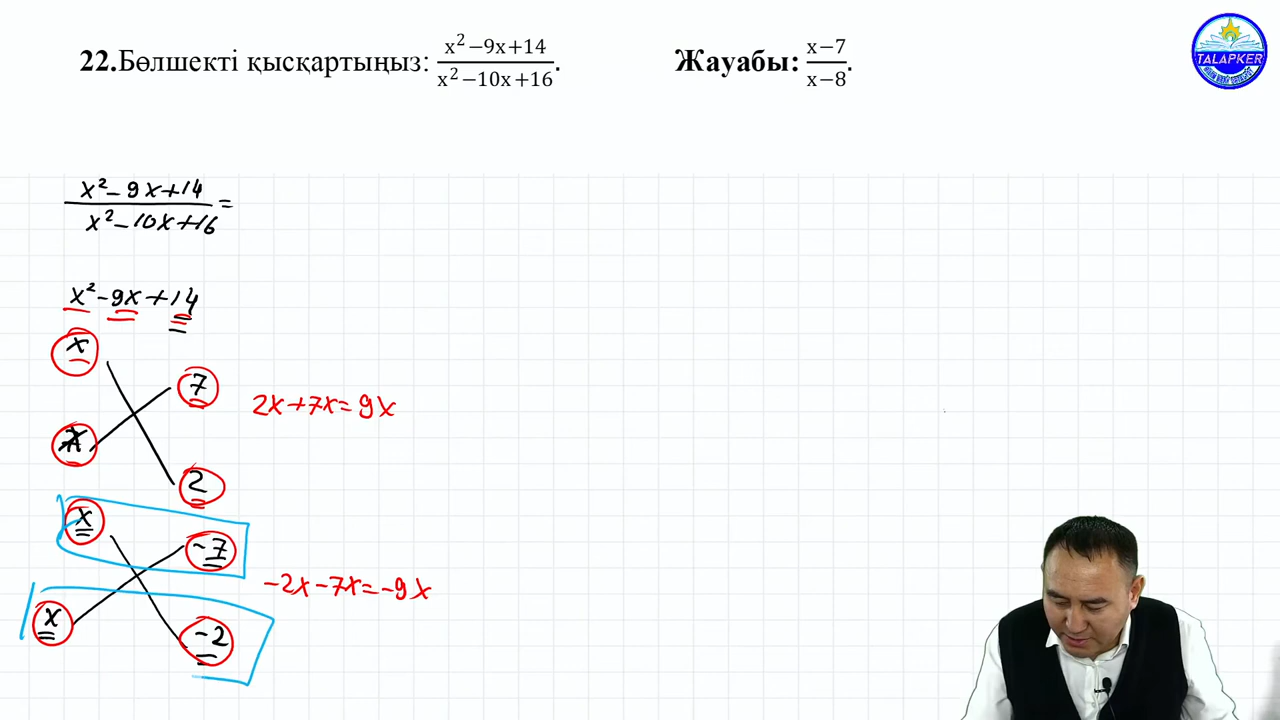 22.Бөлшекті қысқартыңыз: x²−9x+14 / x²−10x+16. Жауабы: x−7 / x−8.
TALAPKER
x²-9x+14 / x²-10x+16 =
x²-9x+14
x
7
2x+7x=9x
x
2
x
-7
-2x-7x=-9x
x
-2